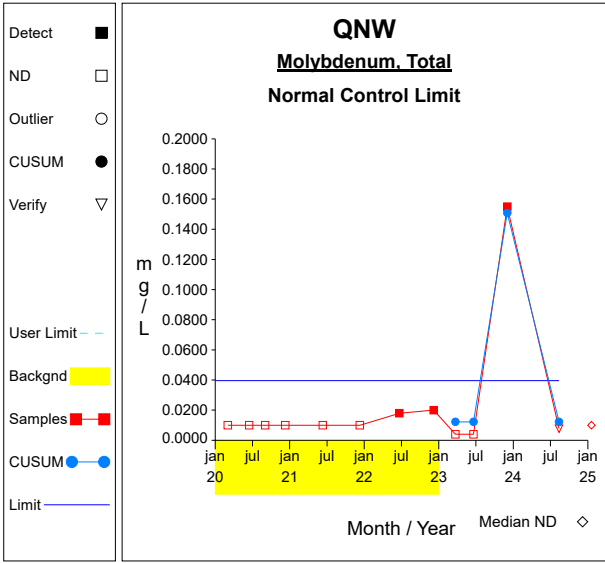 Detect
ND
Outlier
CUSUM
Verify
User Limit
Backgnd
Samples
CUSUM
Limit
QNW
Molybdenum, Total
Normal Control Limit
mg/L
0.2000
0.1800
0.1600
0.1400
0.1200
0.1000
0.0800
0.0600
0.0400
0.0200
0.0000
jan jul jan jul jan jul jan jul jan jul jan
20 21 22 23 24 25
Month / Year
Median ND